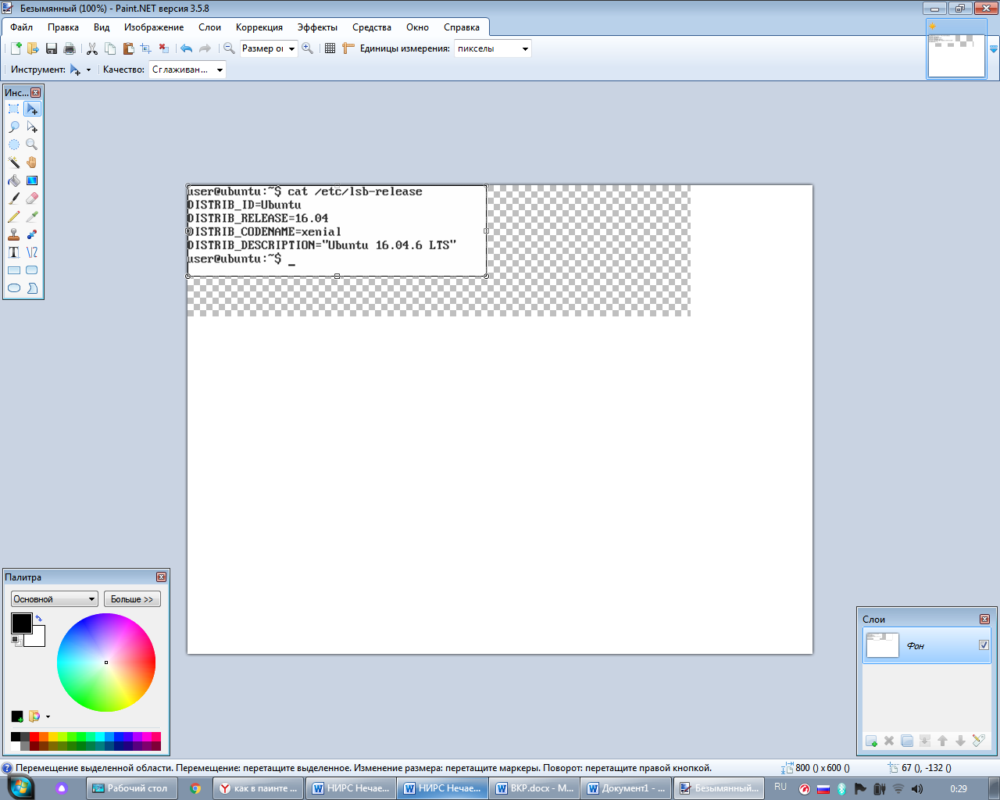 Безымянный (100%) - Paint.NET версия 3.5.8
Файл Правка Вид Изображение Слои Коррекция Эффекты Средства Окно Справка
Размер ок Единицы измерения: пикселы
Инструмент: Качество: Сглаживан...
Инс...
user@ubuntu:~$ cat /etc/lsb-release
DISTRIB_ID=Ubuntu
DISTRIB_RELEASE=16.04
DISTRIB_CODENAME=xenial
DISTRIB_DESCRIPTION="Ubuntu 16.04.6 LTS"
user@ubuntu:~$ _
Палитра
Основной Больше >>
Слои
Фон
Перемещение выделенной области. Перемещение: перетащите выделенное. Изменение размера: перетащите маркеры. Поворот: перетащите правой кнопкой. 800 () x 600 () 67 (), -132 ()
Рабочий стол как в паинте ... НИРС Нечае... НИРС Нечае... ВКР.docx - M... Документ1 - ... Безымянный... RU 0:29